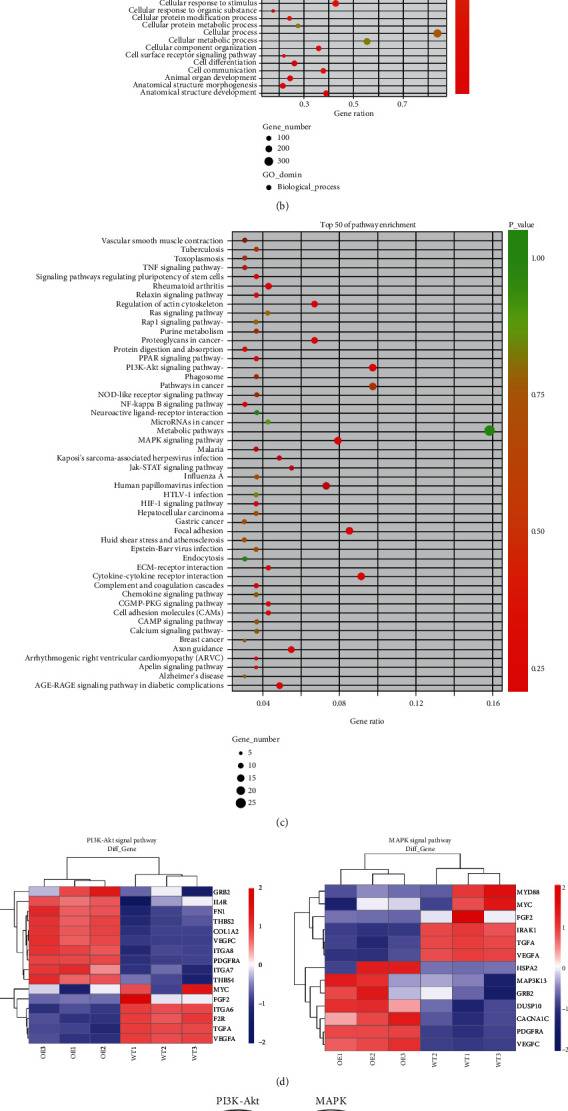 Cellular response to stimulus
Cellular response to organic substance
Cellular protein modification process
Cellular protein metabolic process
Cellular process
Cellular metabolic process
Cellular component organization
Cell surface receptor signaling pathway
Cell differentiation
Cell communication
Animal organ development
Anatomical structure morphogenesis
Anatomical structure development
0.3 0.5 0.7
Gene ration
Gene_number
100
200
300
GO_domin
Biological_process
(b)
Top 50 of pathway enrichment
P_value
Vascular smooth muscle contraction
Tuberculosis
Toxoplasmosis
TNF signaling pathway-
Signaling pathways regulating pluripotency of stem cells
Rheumatoid arthritis
Relaxin signaling pathway
Regulation of actin cytoskeleton
Ras signaling pathway
Rap1 signaling pathway-
Purine metabolism
Proteoglycans in cancer-
Protein digestion and absorption
PPAR signaling pathway-
PI3K-Akt signaling pathway
Phagosome
Pathways in cancer
NOD-like receptor signaling pathway
NF-kappa B signaling pathway
Neuroactive ligand-receptor interaction
MicroRNAs in cancer
Metabolic pathways
MAPK signaling pathway
Malaria
Kaposi's sarcoma-associated herpesvirus infection
Jak-STAT signaling pathway
Influenza A
Human papillomavirus infection
HTLV-1 infection
HIF-1 signaling pathway
Hepatocellular carcinoma
Gastric cancer
Focal adhesion
Fluid shear stress and atherosclerosis
Epstein-Barr virus infection
Endocytosis
ECM-receptor interaction
Cytokine-cytokine receptor interaction
Complement and coagulation cascades
Chemokine signaling pathway
CGMP-PKG signaling pathway
Cell adhesion molecules (CAMs)
CAMP signaling pathway
Calcium signaling pathway-
Breast cancer
Axon guidance
Arrhythmogenic right ventricular cardiomyopathy (ARVC)
Apelin signaling pathway
Alzheimer's disease
AGE-RAGE signaling pathway in diabetic complications
1.00
0.75
0.50
0.25
0.04 0.08 0.12 0.16
Gene ratio
Gene_number
5
10
15
20
25
(c)
PI3K-Akt signal pathway
Diff_Gene
GRB2
IL4R
FN1
THBS2
COL1A2
VEGFC
ITGA8
PDGFRA
ITGA7
THBS4
MYC
FGF2
ITGA6
F2R
TGFA
VEGFA
2
1
0
−1
−2
OE3 OE1 OE2 WT1 WT2 WT3
MAPK signal pathway
Diff_Gene
MYD88
MYC
FGF2
IRAK1
TGFA
VEGFA
HSPA2
MAP3K13
GRB2
DUSP10
CACNA1C
PDGFRA
VEGFC
2
1
0
−1
−2
OE1 OE2 OE3 WT2 WT1 WT3
(d)
PI3K-Akt MAPK